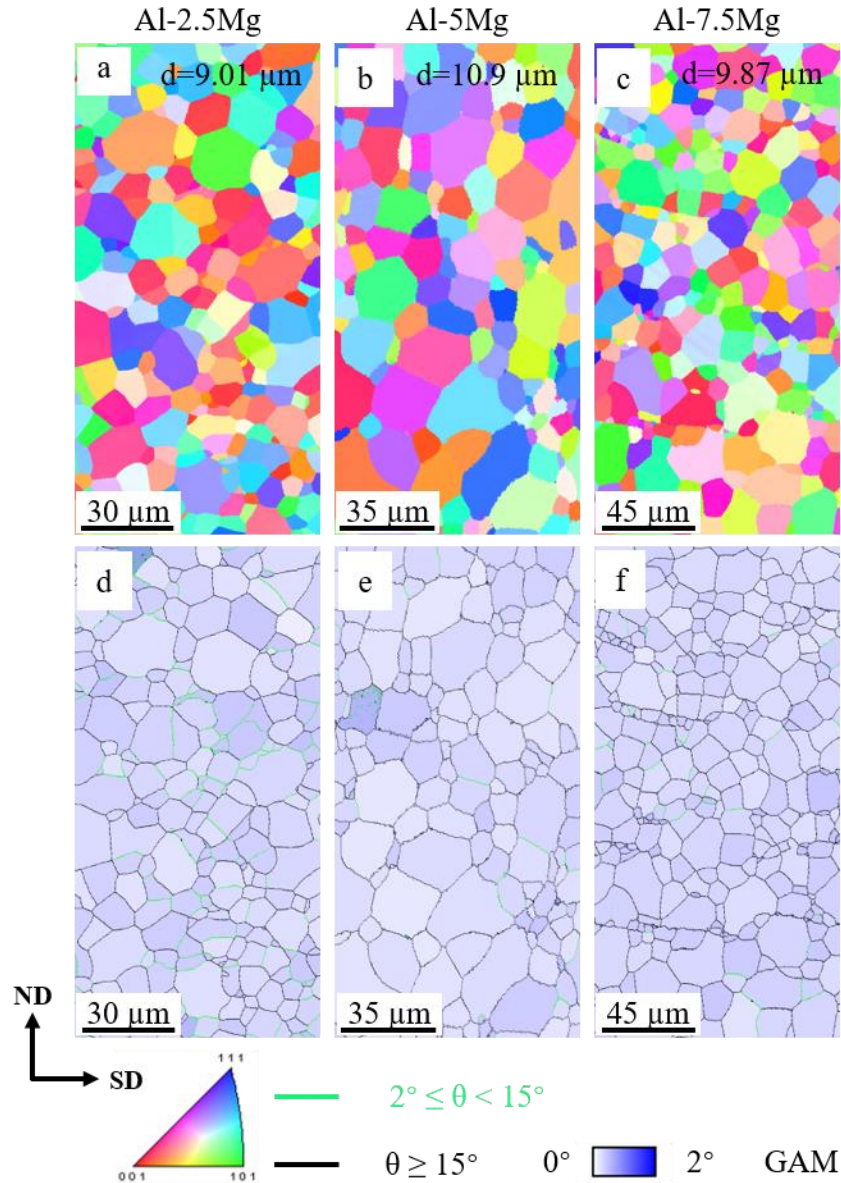 Al-2.5Mg Al-5Mg Al-7.5Mg
a d=9.01 µm b d=10.9 µm c d=9.87 µm
30 µm 35 µm 45 µm
d e f
30 µm 35 µm 45 µm
ND
SD
111
001 101
2° ≤ θ < 15°
θ ≥ 15° 0° 2° GAM